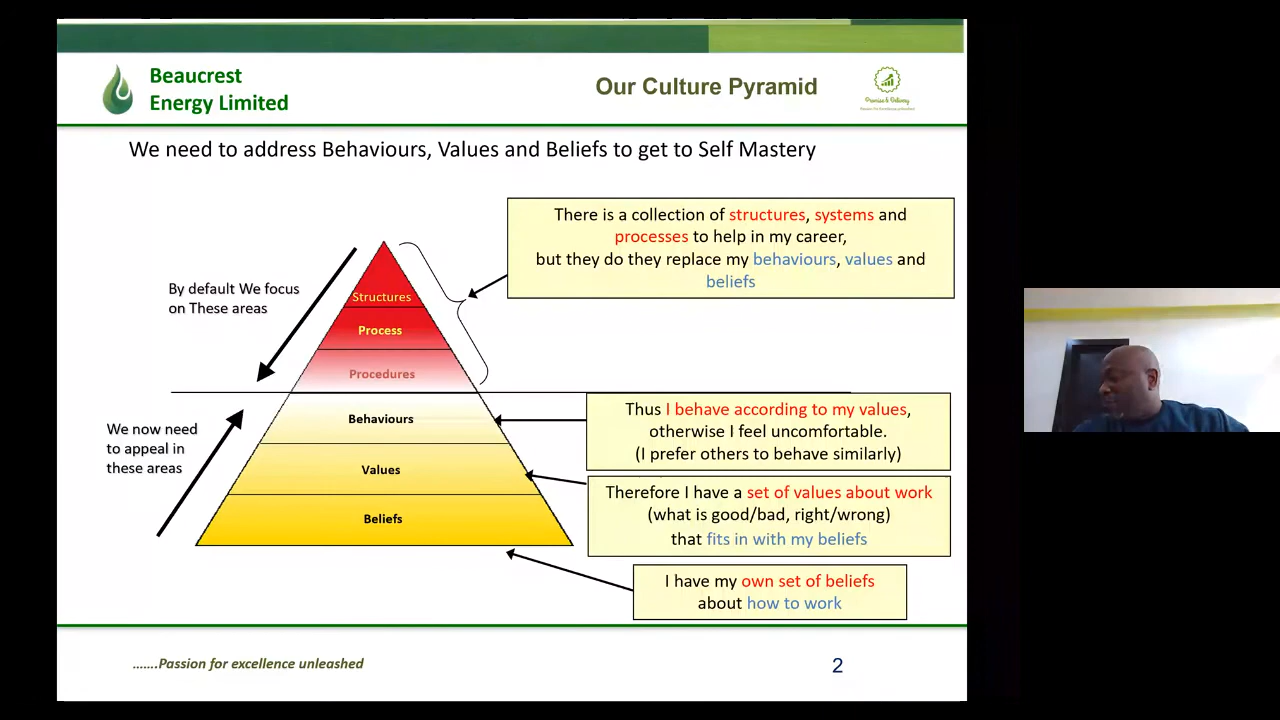 Beaucrest
Energy Limited
Our Culture Pyramid
Promise & Delivery
We need to address Behaviours, Values and Beliefs to get to Self Mastery
There is a collection of structures, systems and
processes to help in my career,
but they do they replace my behaviours, values and
beliefs
By default We focus
on These areas
Structures
Process
Procedures
We now need
to appeal in
these areas
Behaviours
Values
Beliefs
Thus I behave according to my values,
otherwise I feel uncomfortable.
(I prefer others to behave similarly)
Therefore I have a set of values about work
(what is good/bad, right/wrong)
that fits in with my beliefs
I have my own set of beliefs
about how to work
.......Passion for excellence unleashed
2